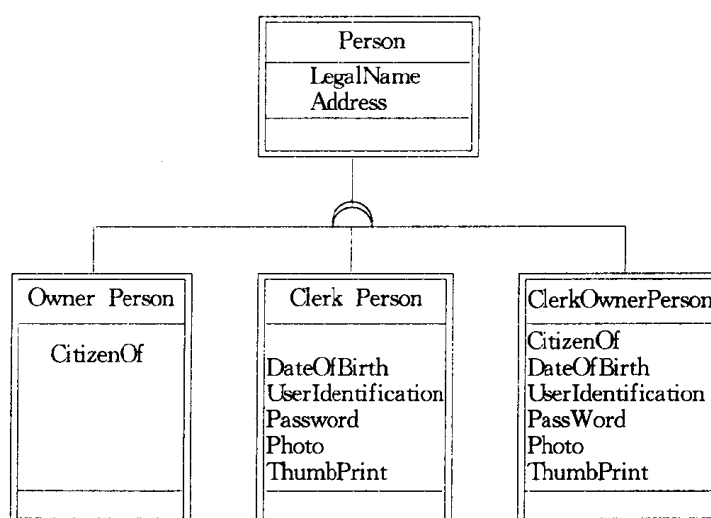 Person
LegalName
Address
Owner Person
CitizenOf
Clerk Person
DateOfBirth
UserIdentification
Password
Photo
ThumbPrint
ClerkOwnerPerson
CitizenOf
DateOfBirth
UserIdentification
PassWord
Photo
ThumbPrint